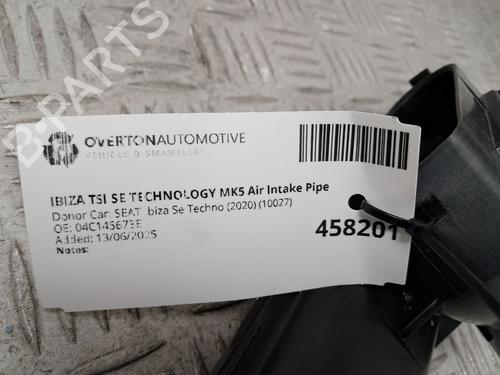 OVERTONAUTOMOTIVE
VEHICLE DISMANTLERS
IBIZA TSI SE TECHNOLOGY MK5 Air Intake Pipe
Donor Car: SEAT Ibiza Se Techno (2020) (10027)
OE: 04C145673E
Added: 13/06/2025
Notes:
458201
B-PARTS